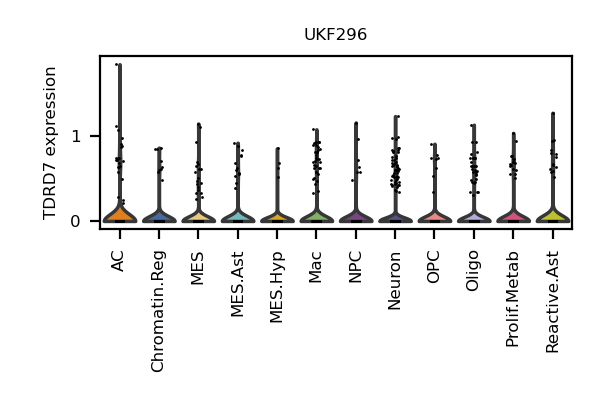 UKF296
TDRD7 expression
1
0
AC
Chromatin.Reg
MES
MES.Ast
MES.Hyp
Mac
NPC
Neuron
OPC
Oligo
Prolif.Metab
Reactive.Ast